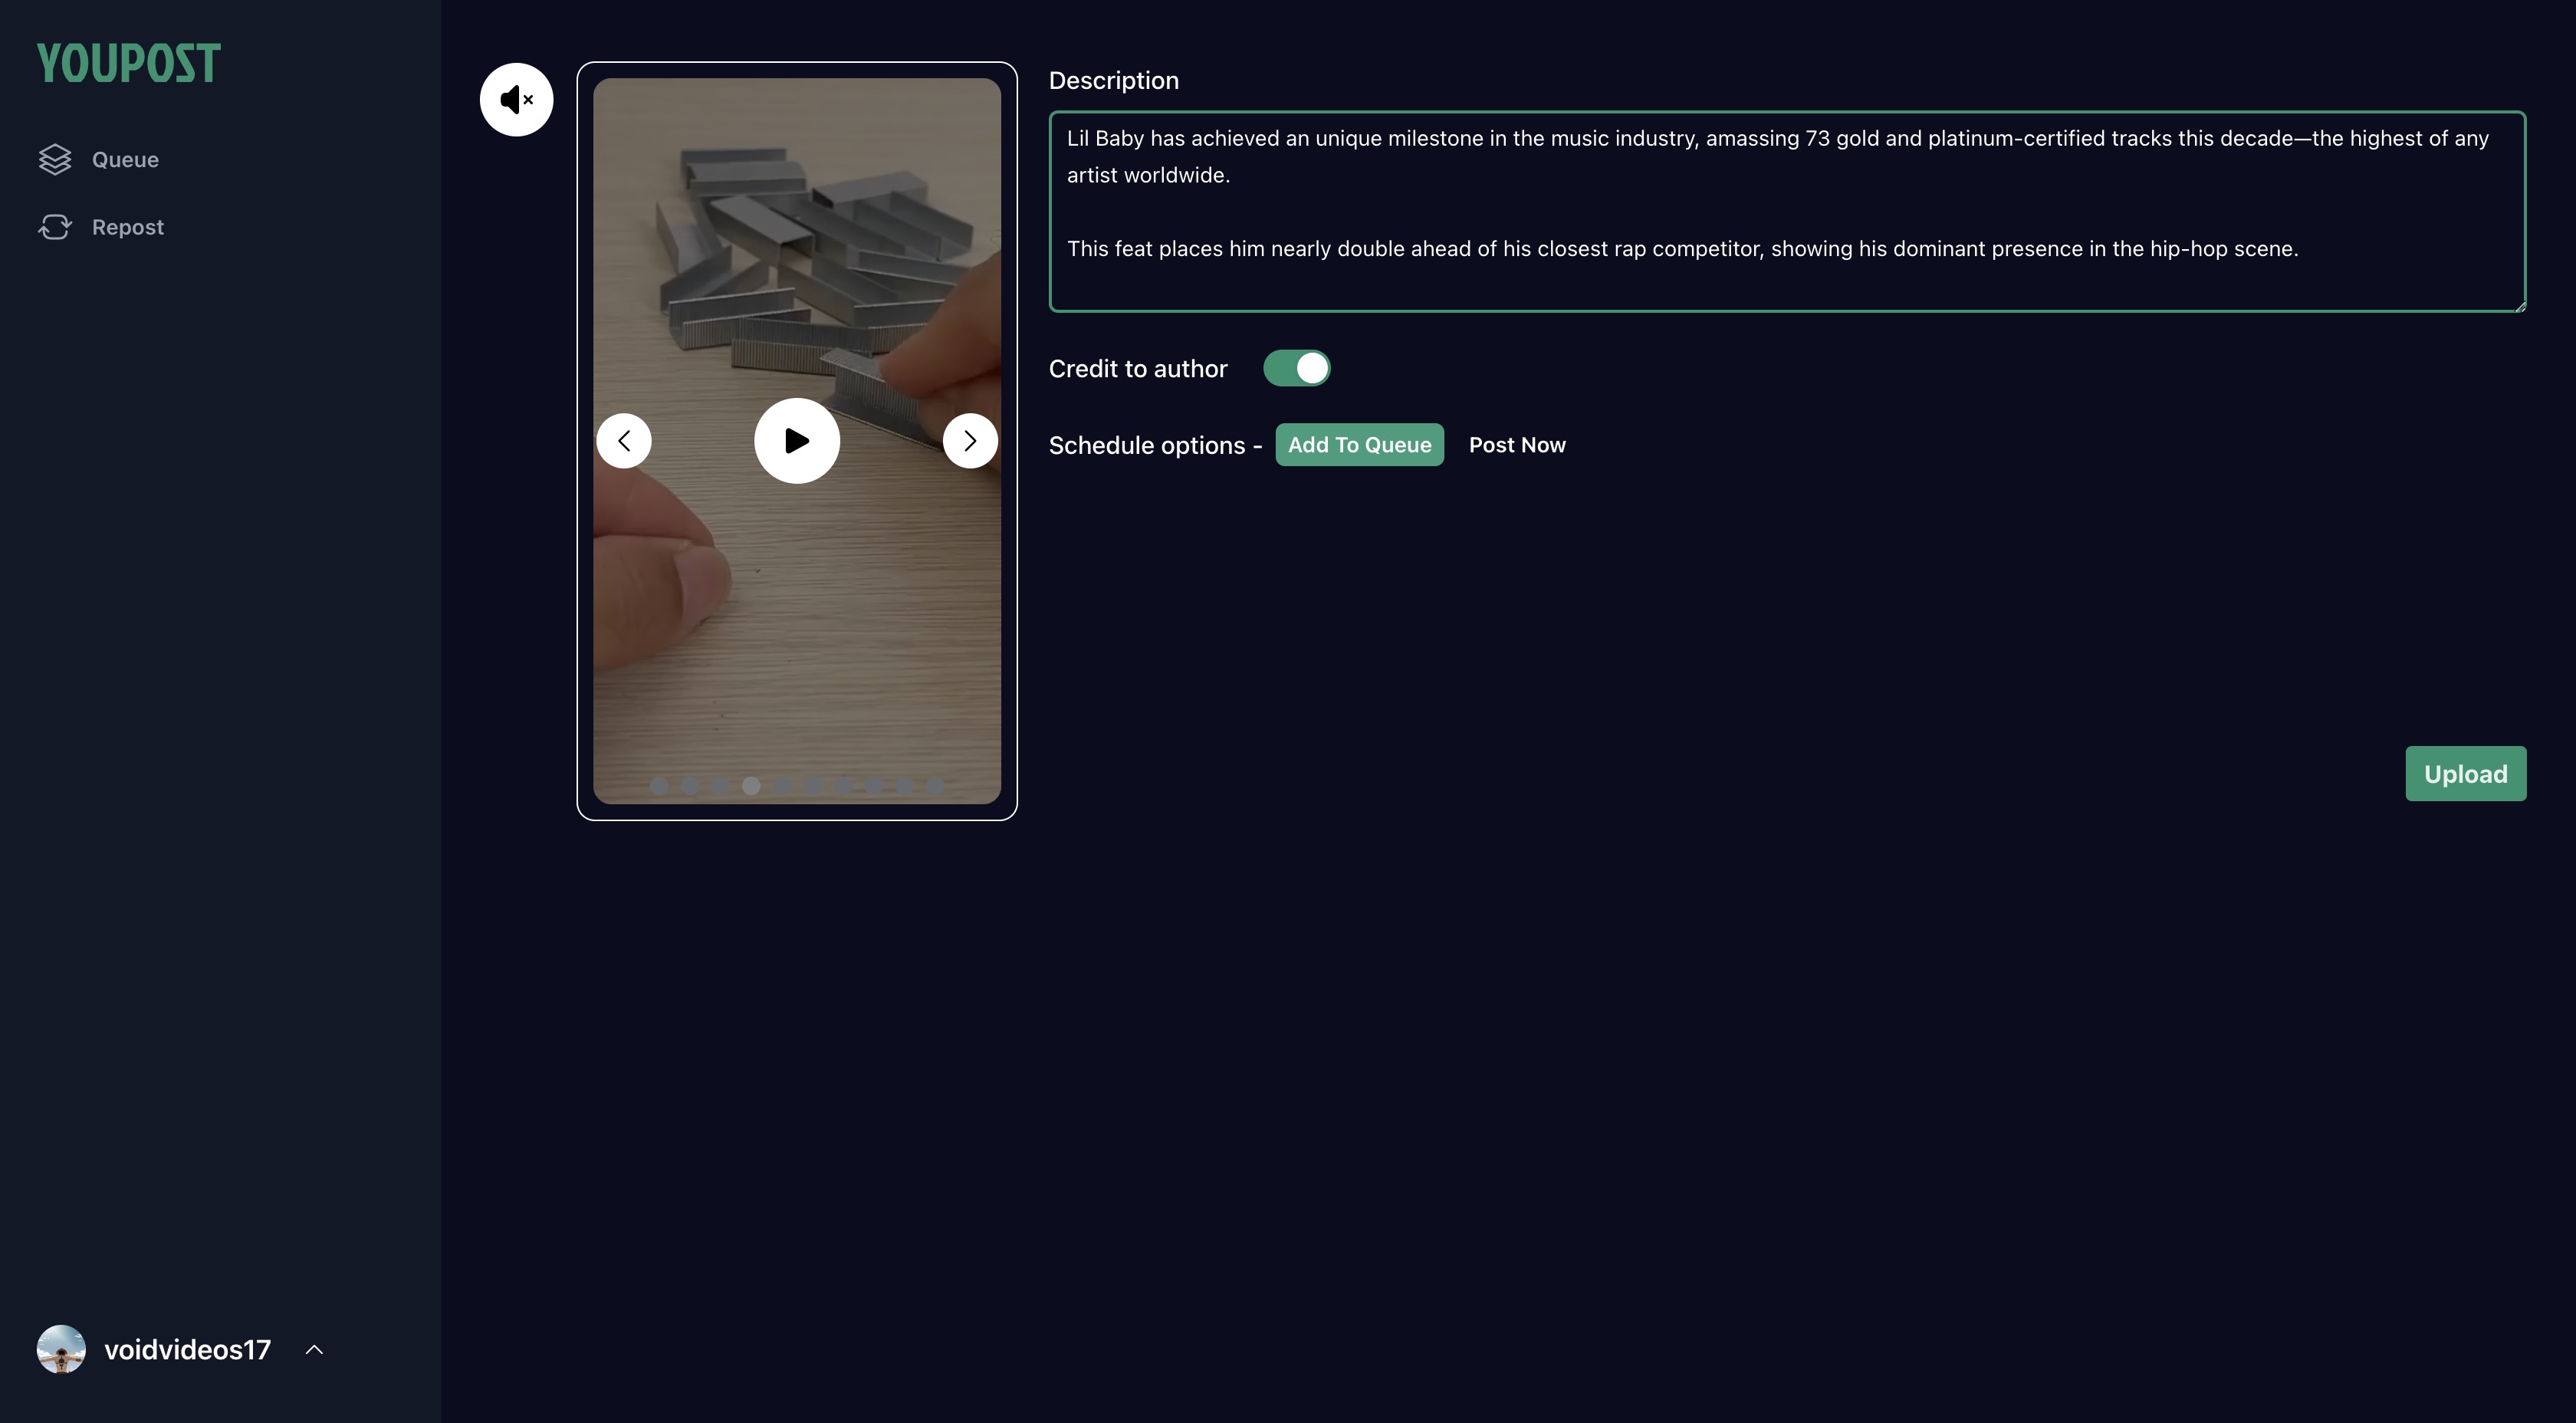 YOUPOST
Queue
Repost
Description
Lil Baby has achieved an unique milestone in the music industry, amassing 73 gold and platinum-certified tracks this decade—the highest of any
artist worldwide.
This feat places him nearly double ahead of his closest rap competitor, showing his dominant presence in the hip-hop scene.
Credit to author
Schedule options - Add To Queue Post Now
Upload
voidvideos17